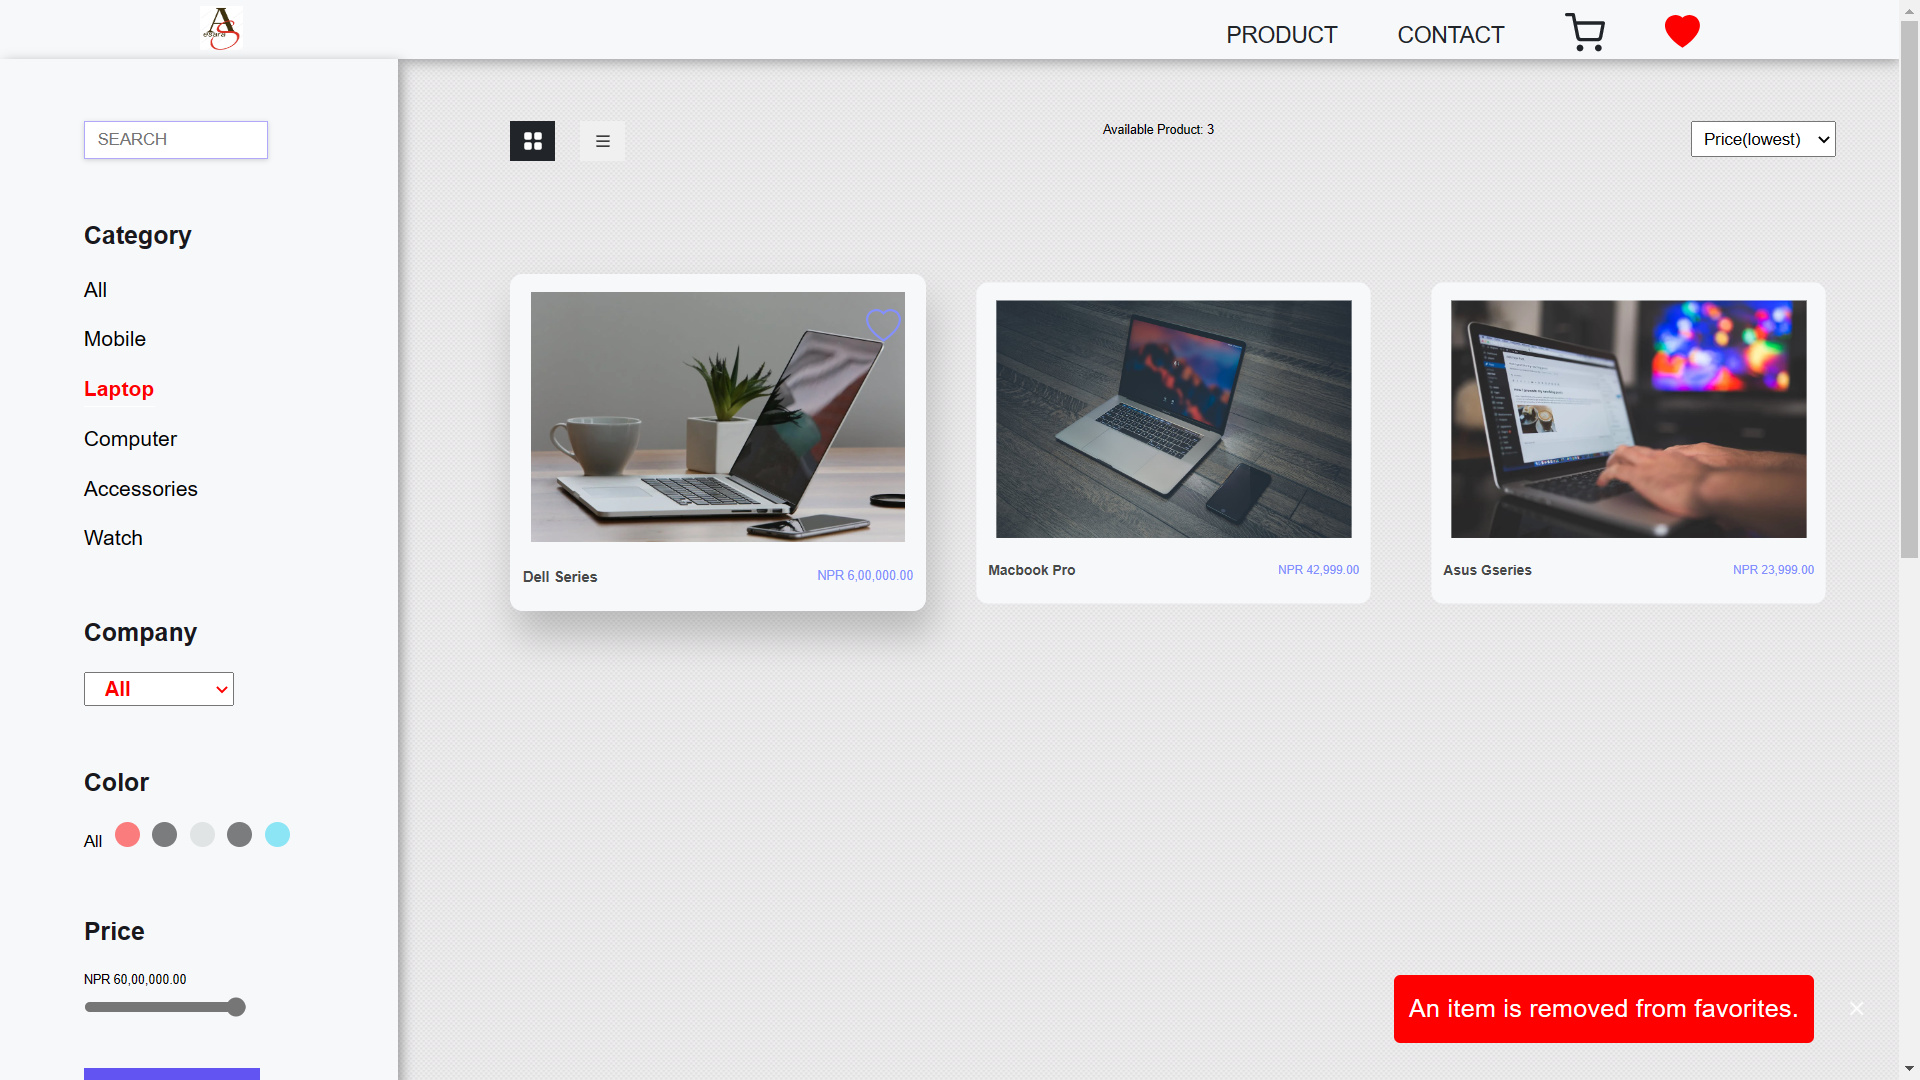 A
esara
S
PRODUCT
CONTACT
SEARCH
Available Product: 3
Price(lowest)
Category
All
Mobile
Laptop
Computer
Accessories
Watch
Dell Series
NPR 6,00,000.00
Macbook Pro
NPR 42,999.00
Asus Gseries
NPR 23,999.00
Company
All
Color
All
Price
NPR 60,00,000.00
An item is removed from favorites.